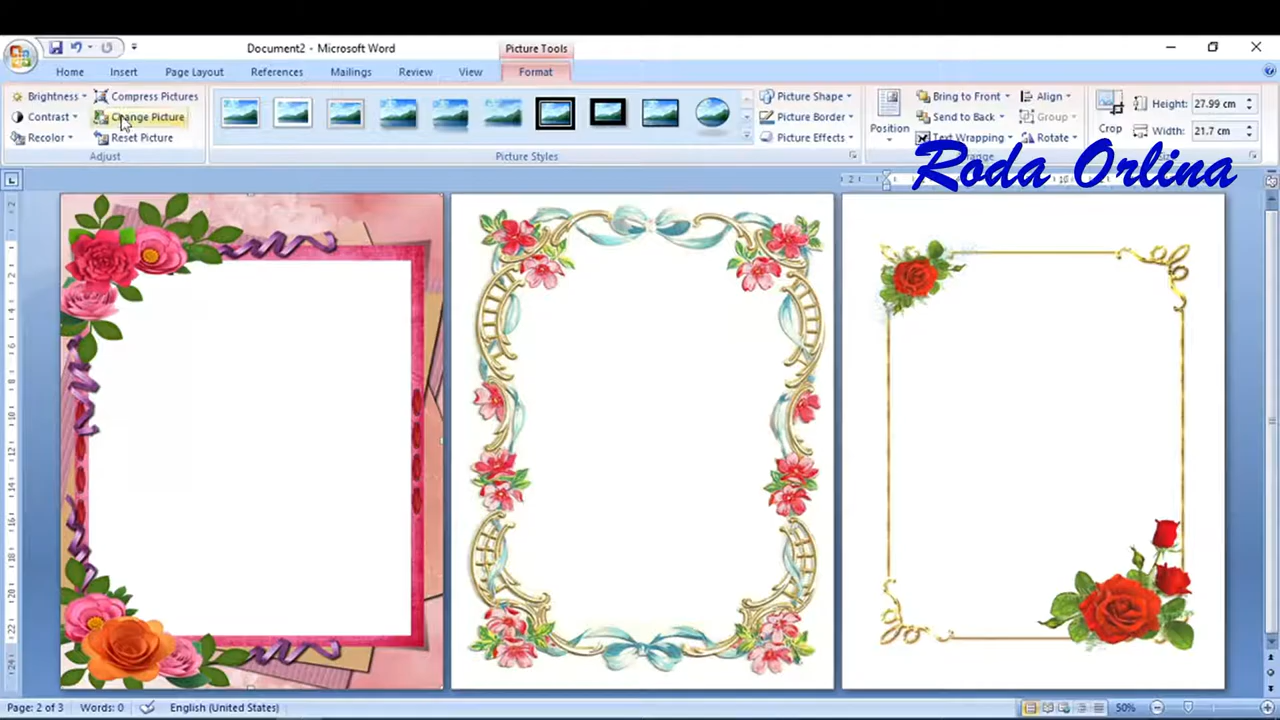 Document2 - Microsoft Word
Picture Tools
Home Insert Page Layout References Mailings Review View Format
Brightness Compress Pictures Picture Shape Bring to Front Align Height: 27.99 cm
Contrast Change Picture Picture Border Position Send to Back Group Crop Width: 21.7 cm
Recolor Reset Picture Picture Effects Text Wrapping Rotate
Adjust Picture Styles
Roda Orlina
Page: 2 of 3 Words: 0 English (United States) 50%